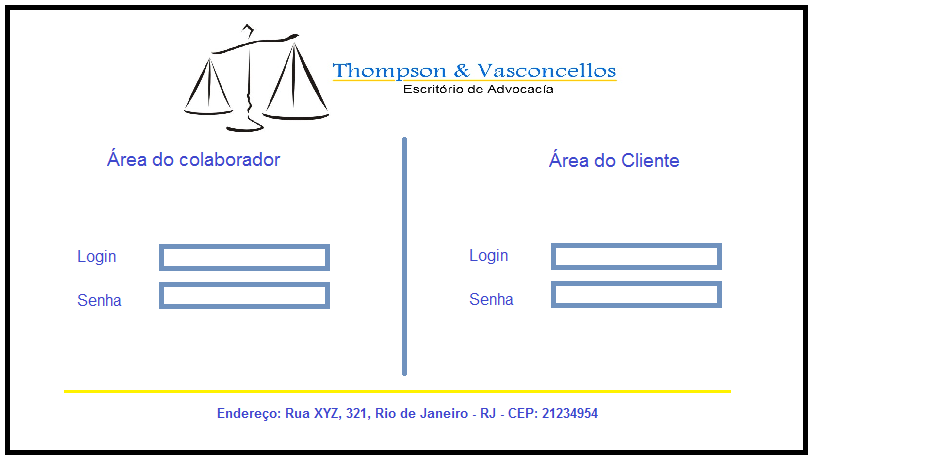 Thompson & Vasconcellos
Escritório de Advocacía
Área do colaborador
Login
Senha
Área do Cliente
Login
Senha
Endereço: Rua XYZ, 321, Rio de Janeiro - RJ - CEP: 21234954